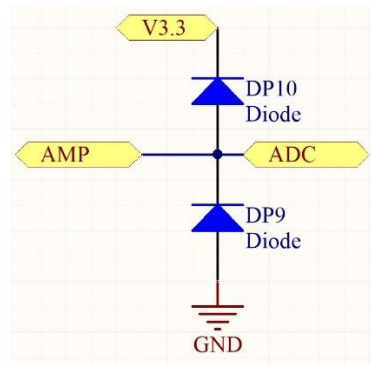 V3.3
DP10
Diode
AMP
ADC
DP9
Diode
GND